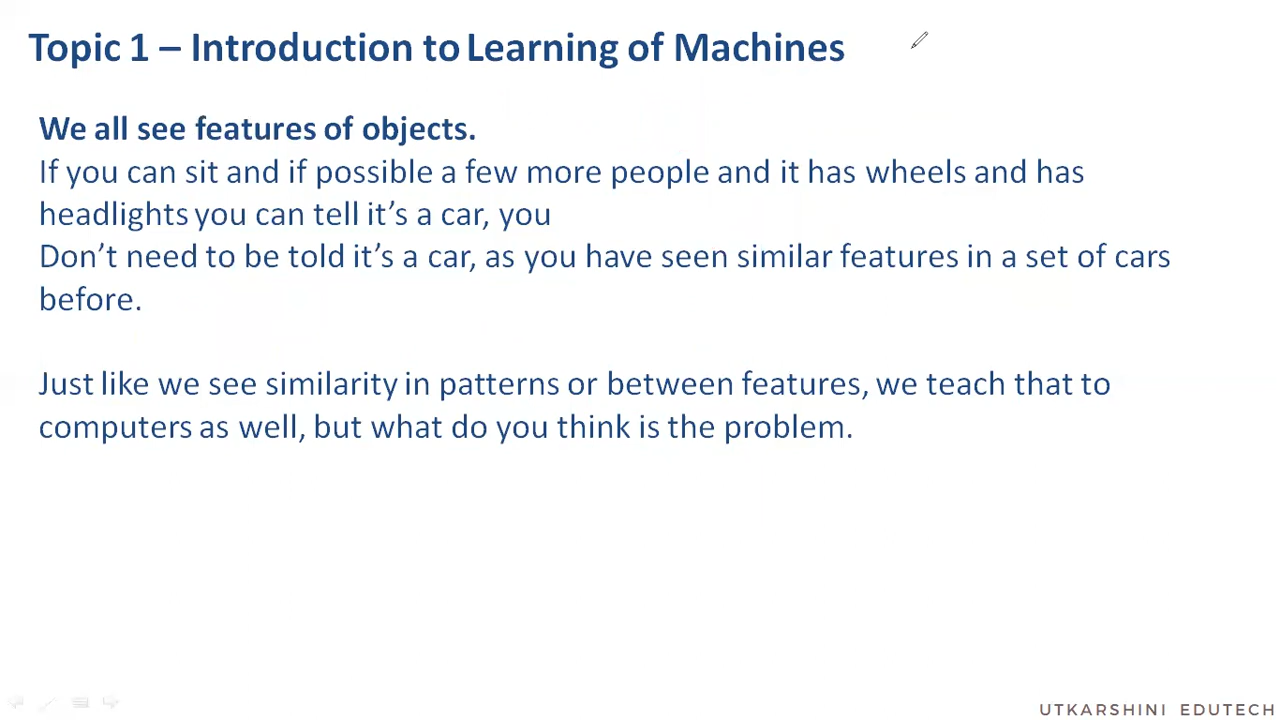 Topic 1 – Introduction to Learning of Machines
We all see features of objects.
If you can sit and if possible a few more people and it has wheels and has
headlights you can tell it’s a car, you
Don’t need to be told it’s a car, as you have seen similar features in a set of cars
before.
Just like we see similarity in patterns or between features, we teach that to
computers as well, but what do you think is the problem.
UTKARSHINI EDUTECH